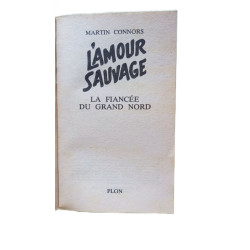 MARTIN CONNORS
L'AMOUR
SAUVAGE
LA FIANCÉE
DU GRAND NORD
PLON